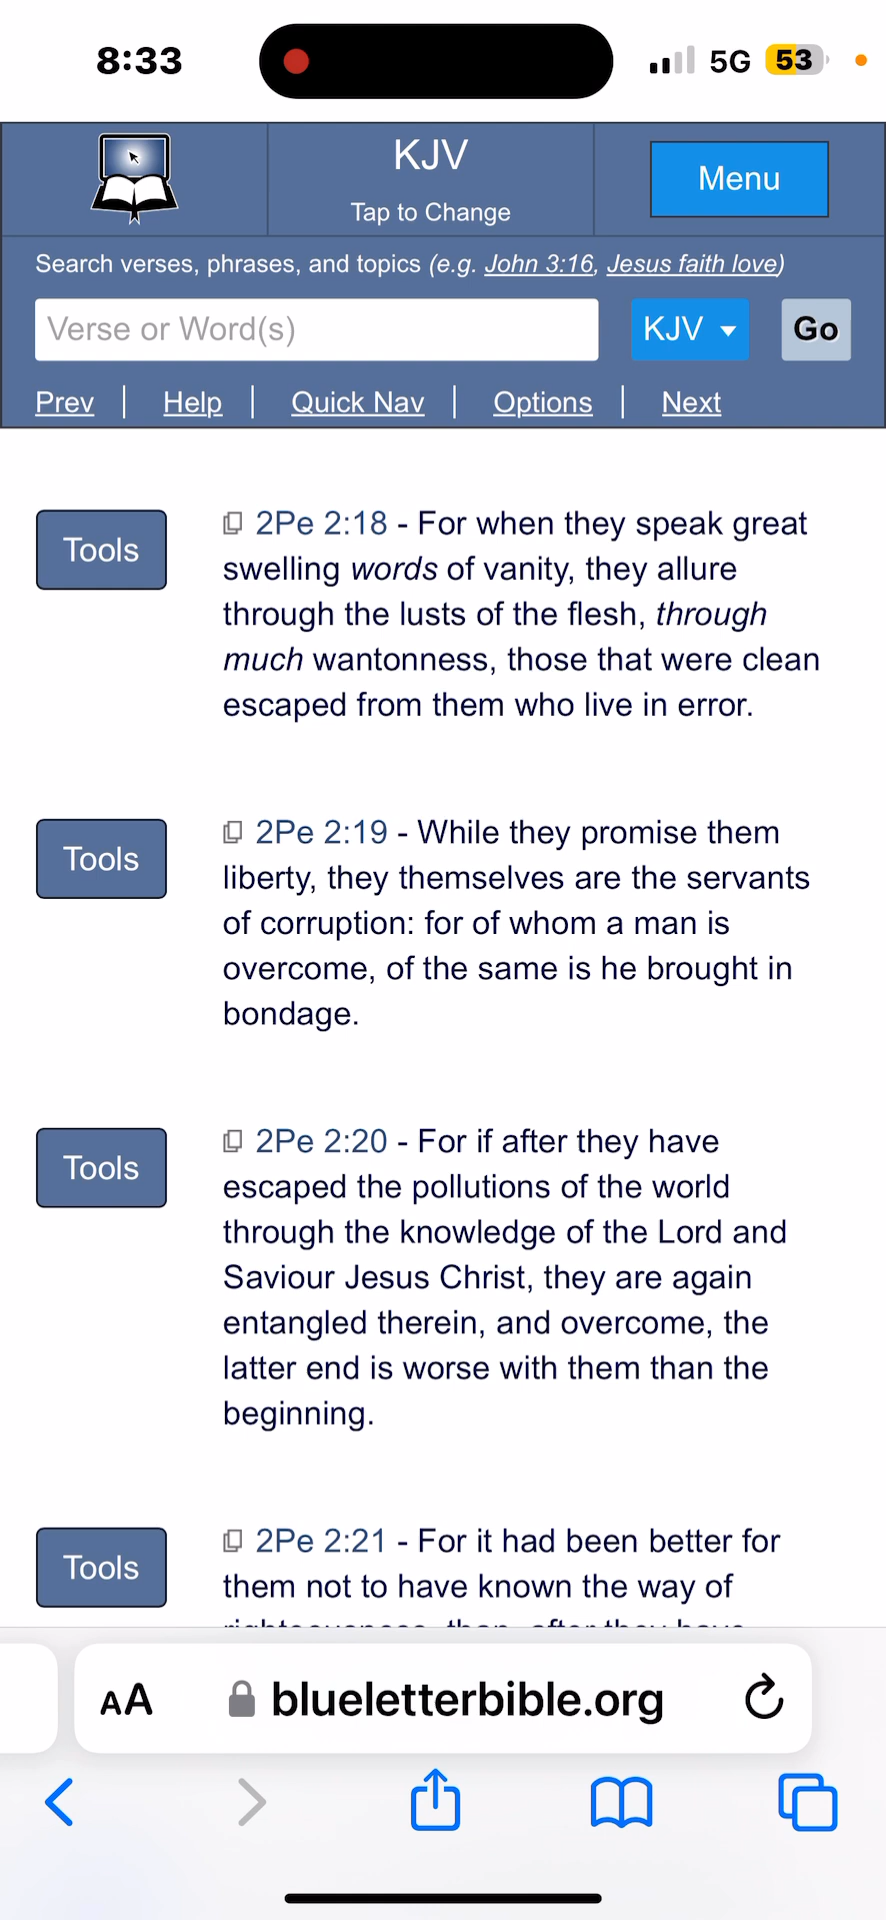 8:33
5G
53
KJV
Tap to Change
Menu
Search verses, phrases, and topics (e.g. John 3:16, Jesus faith love)
Verse or Word(s)
KJV
Go
Prev | Help | Quick Nav | Options | Next
Tools
2Pe 2:18 - For when they speak great
swelling words of vanity, they allure
through the lusts of the flesh, through
much wantonness, those that were clean
escaped from them who live in error.
Tools
2Pe 2:19 - While they promise them
liberty, they themselves are the servants
of corruption: for of whom a man is
overcome, of the same is he brought in
bondage.
Tools
2Pe 2:20 - For if after they have
escaped the pollutions of the world
through the knowledge of the Lord and
Saviour Jesus Christ, they are again
entangled therein, and overcome, the
latter end is worse with them than the
beginning.
Tools
2Pe 2:21 - For it had been better for
them not to have known the way of
righteousness, than, after they have
AA
blueletterbible.org